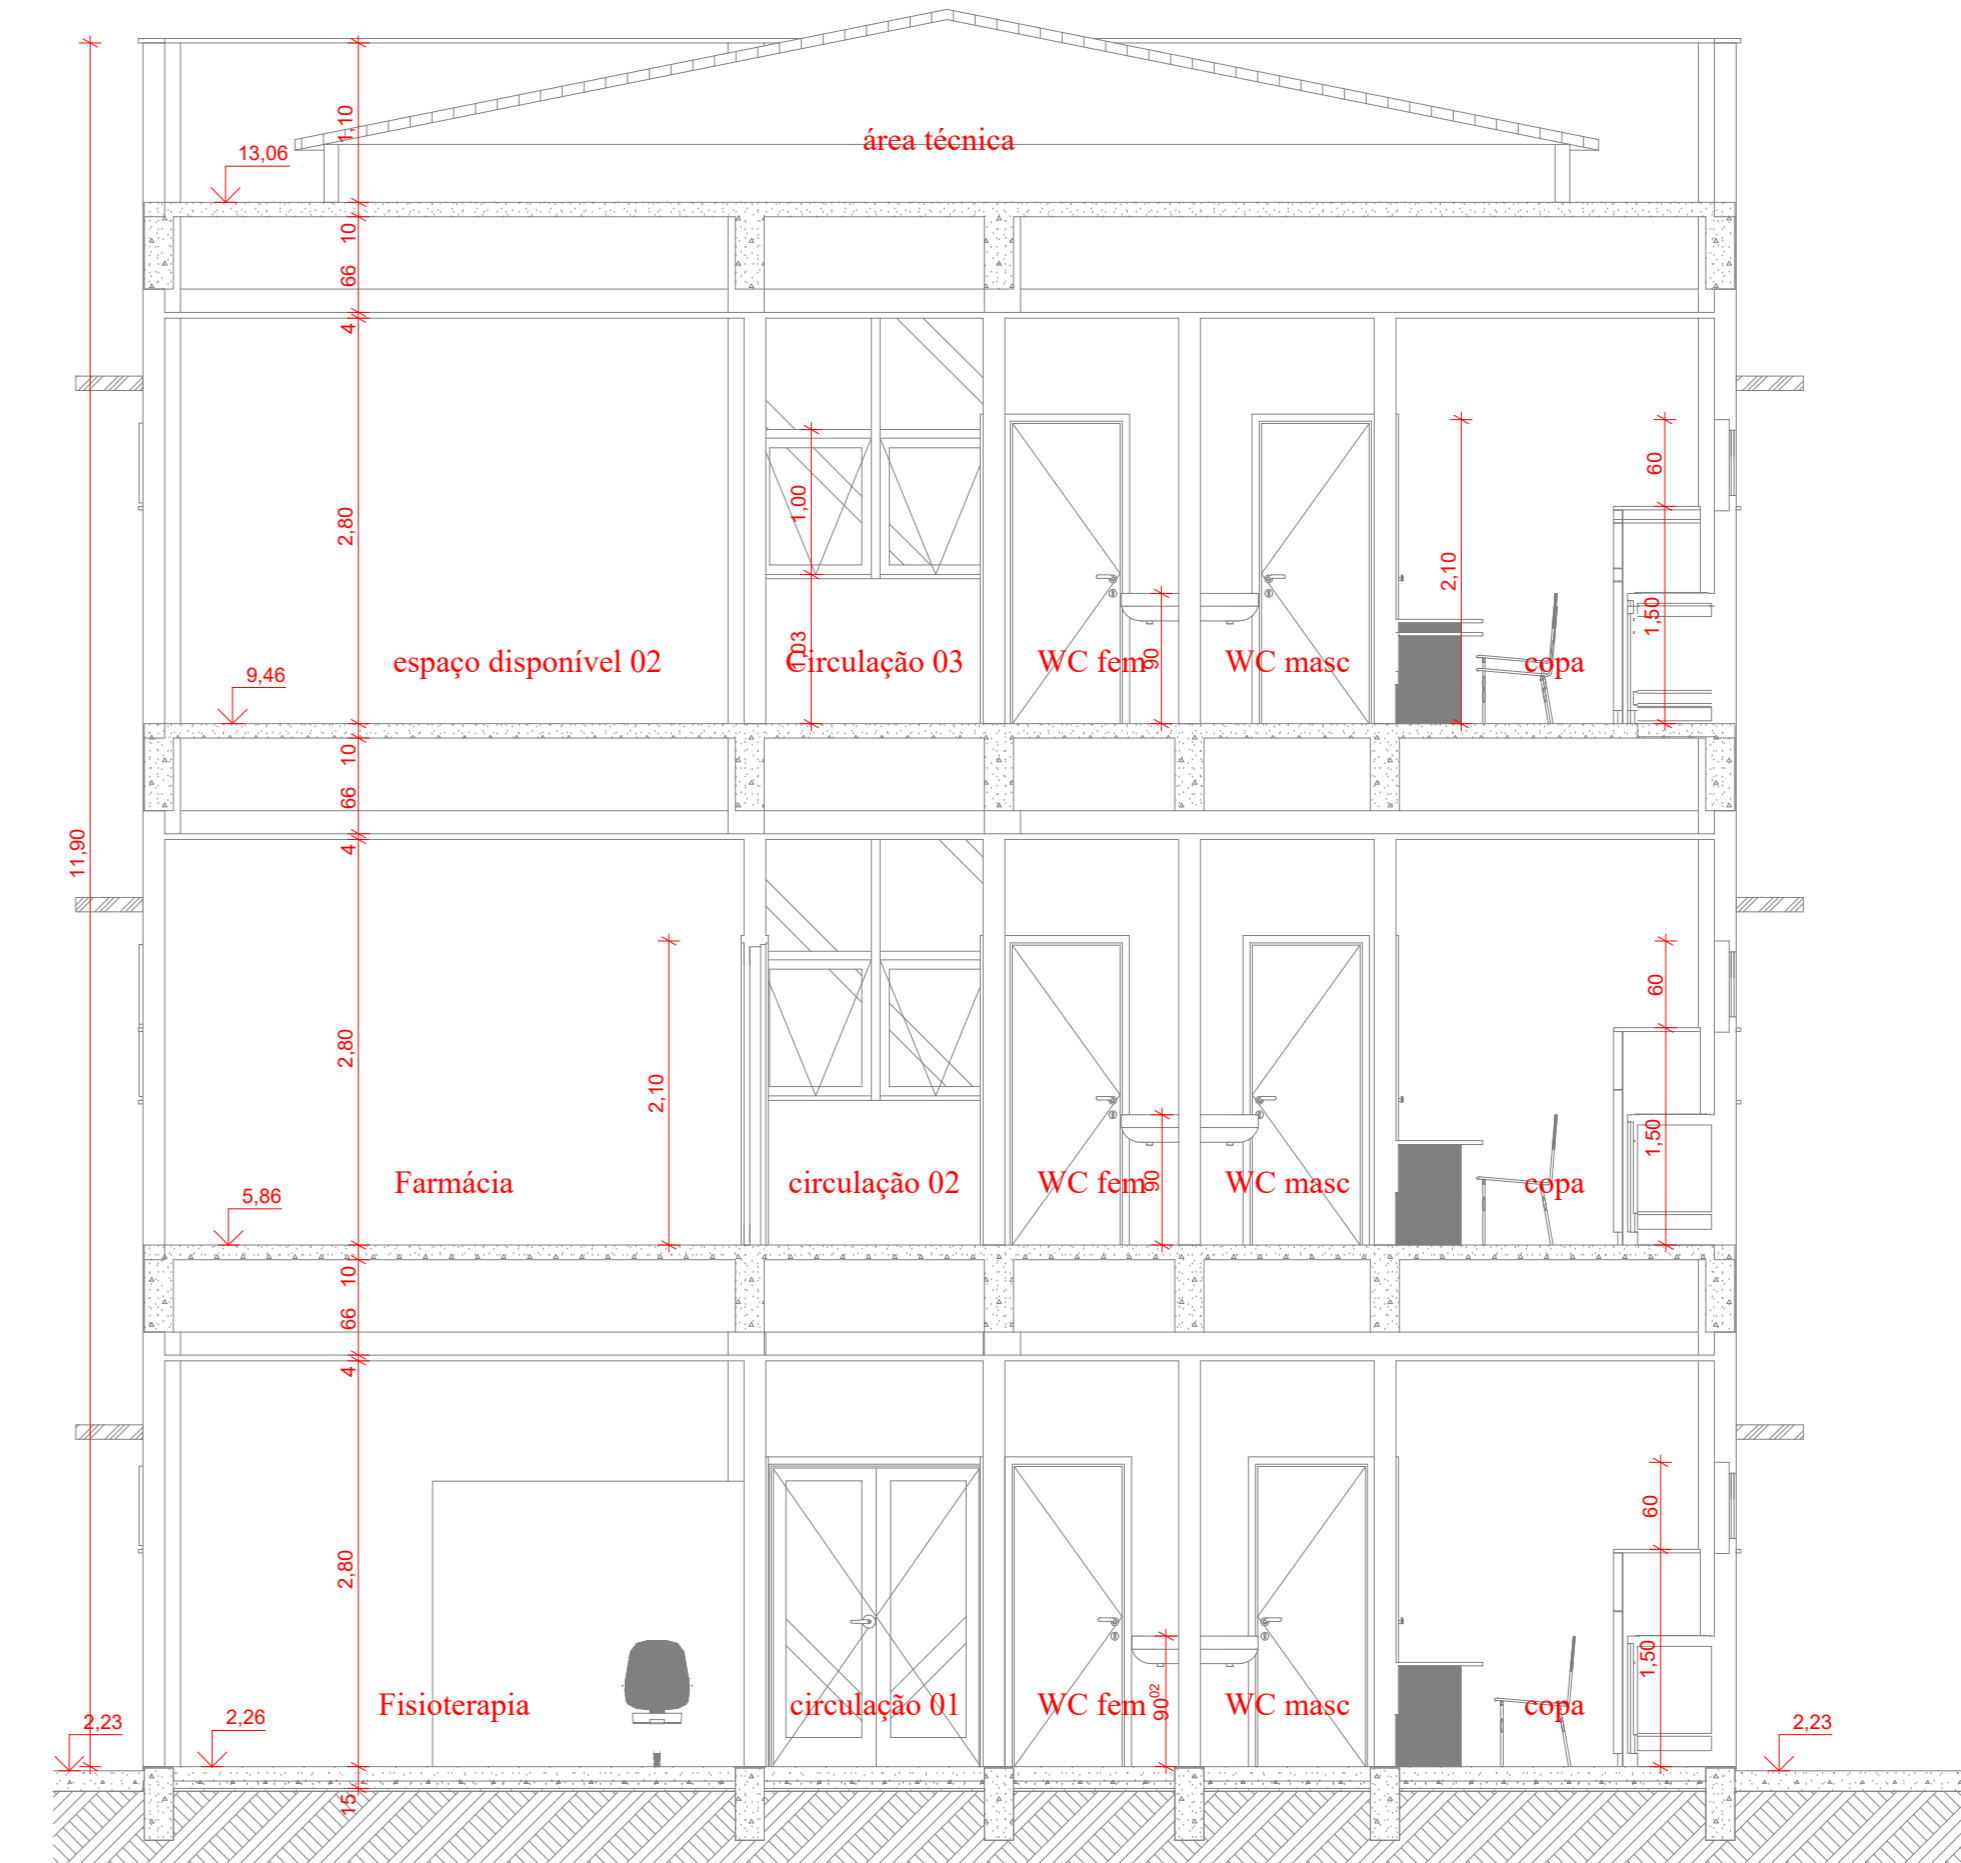 1,10
área técnica
13,06
10
66
4
2,80
1,00
60
2,10
1,50
1,03
90
espaço disponível 02
Circulação 03
WC fem
WC masc
copa
9,46
10
66
4
11,90
60
2,80
2,10
1,50
90
Farmácia
circulação 02
WC fem
WC masc
copa
5,86
10
66
4
60
2,80
1,50
90 02
Fisioterapia
circulação 01
WC fem
WC masc
copa
2,23
2,26
2,23
15